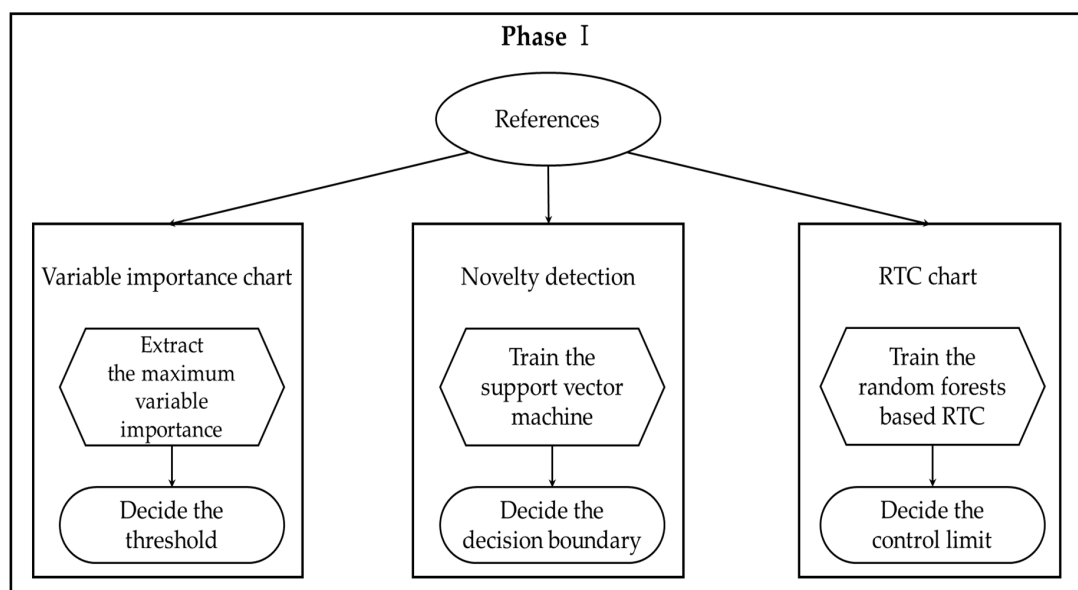 Phase Ⅰ
References
Variable importance chart
Extract
the maximum
variable
importance
Decide the
threshold
Novelty detection
Train the
support vector
machine
Decide the
decision boundary
RTC chart
Train the
random forests
based RTC
Decide the
control limit